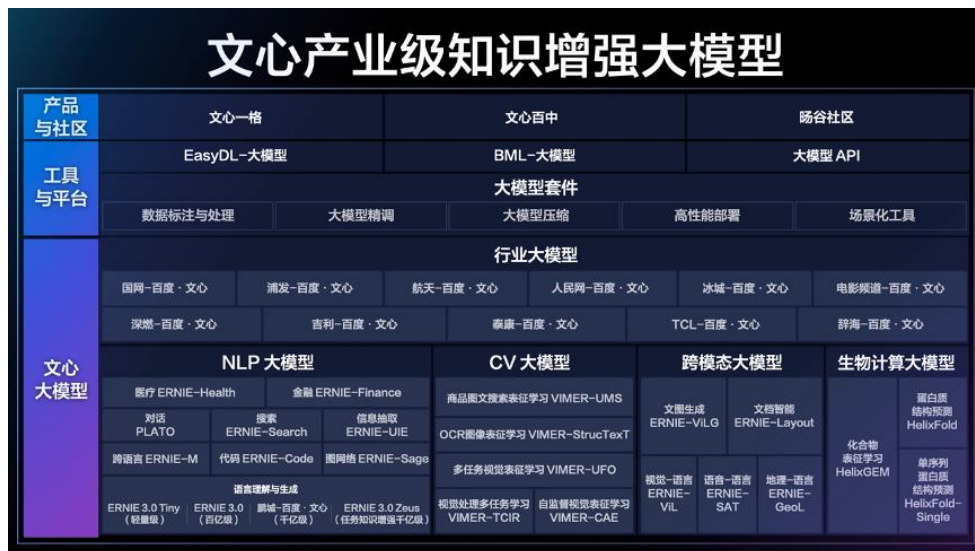 文心产业级知识增强大模型
产品
与社区
文心一格
文心百中
旸谷社区
工具
与平台
EasyDL-大模型
BML-大模型
大模型 API
大模型套件
数据标注与处理
大模型精调
大模型压缩
高性能部署
场景化工具
文心
大模型
行业大模型
国网-百度·文心
浦发-百度·文心
航天-百度·文心
人民网-百度·文心
冰城-百度·文心
电影频道-百度·文心
深燃-百度·文心
吉利-百度·文心
泰康-百度·文心
TCL-百度·文心
辞海-百度·文心
NLP 大模型
医疗 ERNIE-Health
金融 ERNIE-Finance
对话
PLATO
搜索
ERNIE-Search
信息抽取
ERNIE-UIE
跨语言 ERNIE-M
代码 ERNIE-Code
图网络 ERNIE-Sage
语言理解与生成
ERNIE 3.0 Tiny
(轻量级)
ERNIE 3.0
(百亿级)
鹏城-百度·文心
(千亿级)
ERNIE 3.0 Zeus
(任务知识增强千亿级)
CV 大模型
商品图文搜索表征学习 VIMER-UMS
OCR图像表征学习 VIMER-StrucTexT
多任务视觉表征学习 VIMER-UFO
视觉处理多任务学习
VIMER-TCIR
自监督视觉表征学习
VIMER-CAE
跨模态大模型
文图生成
ERNIE-ViLG
文档智能
ERNIE-Layout
视觉-语言
ERNIE-
ViL
语音-语言
ERNIE-
SAT
地理-语言
ERNIE-
GeoL
生物计算大模型
化合物
表征学习
HelixGEM
蛋白质
结构预测
HelixFold
单序列
蛋白质
结构预测
HelixFold-
Single